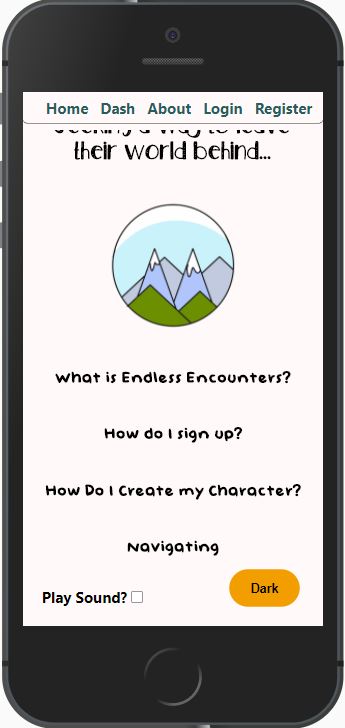 Home Dash About Login Register
Seeking a way to leave
their world behind...
What is Endless Encounters?
How do I sign up?
How Do I Create my Character?
Navigating
Play Sound?
Dark